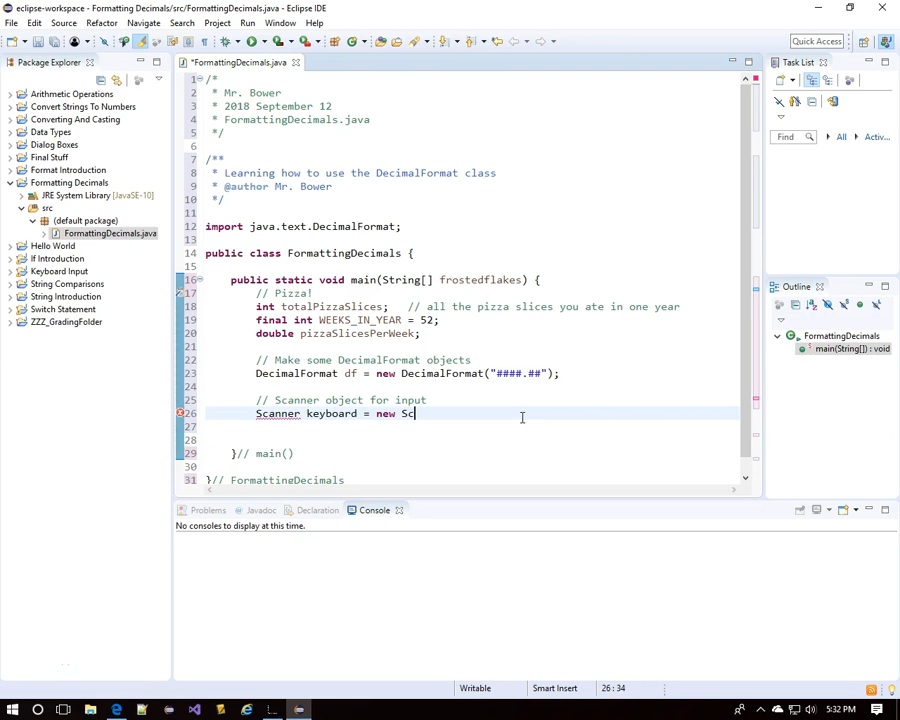 eclipse-workspace - Formatting Decimals/src/FormattingDecimals.java - Eclipse IDE
File Edit Source Refactor Navigate Search Project Run Window Help
Quick Access
Package Explorer
Arithmetic Operations
Convert Strings To Numbers
Converting And Casting
Data Types
Dialog Boxes
Final Stuff
Format Introduction
Formatting Decimals
JRE System Library [JavaSE-10]
src
(default package)
FormattingDecimals.java
Hello World
If Introduction
Keyboard Input
String Comparisons
String Introduction
Switch Statement
ZZZ_GradingFolder
*FormattingDecimals.java
1 /*
2  * Mr. Bower
3  * 2018 September 12
4  * FormattingDecimals.java
5  */
6
7 /**
8  * Learning how to use the DecimalFormat class
9  * @author Mr. Bower
10  */
11
12 import java.text.DecimalFormat;
13
14 public class FormattingDecimals {
15
16 public static void main(String[] frostedflakes) {
17 // Pizza!
18 int totalPizzaSlices; // all the pizza slices you ate in one year
19 final int WEEKS_IN_YEAR = 52;
20 double pizzaSlicesPerWeek;
21
22 // Make some DecimalFormat objects
23 DecimalFormat df = new DecimalFormat("####.##");
24
25 // Scanner object for input
26 Scanner keyboard = new Sc
27
28
29 }// main()
30
31 }// FormattingDecimals
Task List
Find All Activ...
Outline
FormattingDecimals
main(String[]) : void
Problems Javadoc Declaration Console
No consoles to display at this time.
Writable Smart Insert 26 : 34
5:32 PM